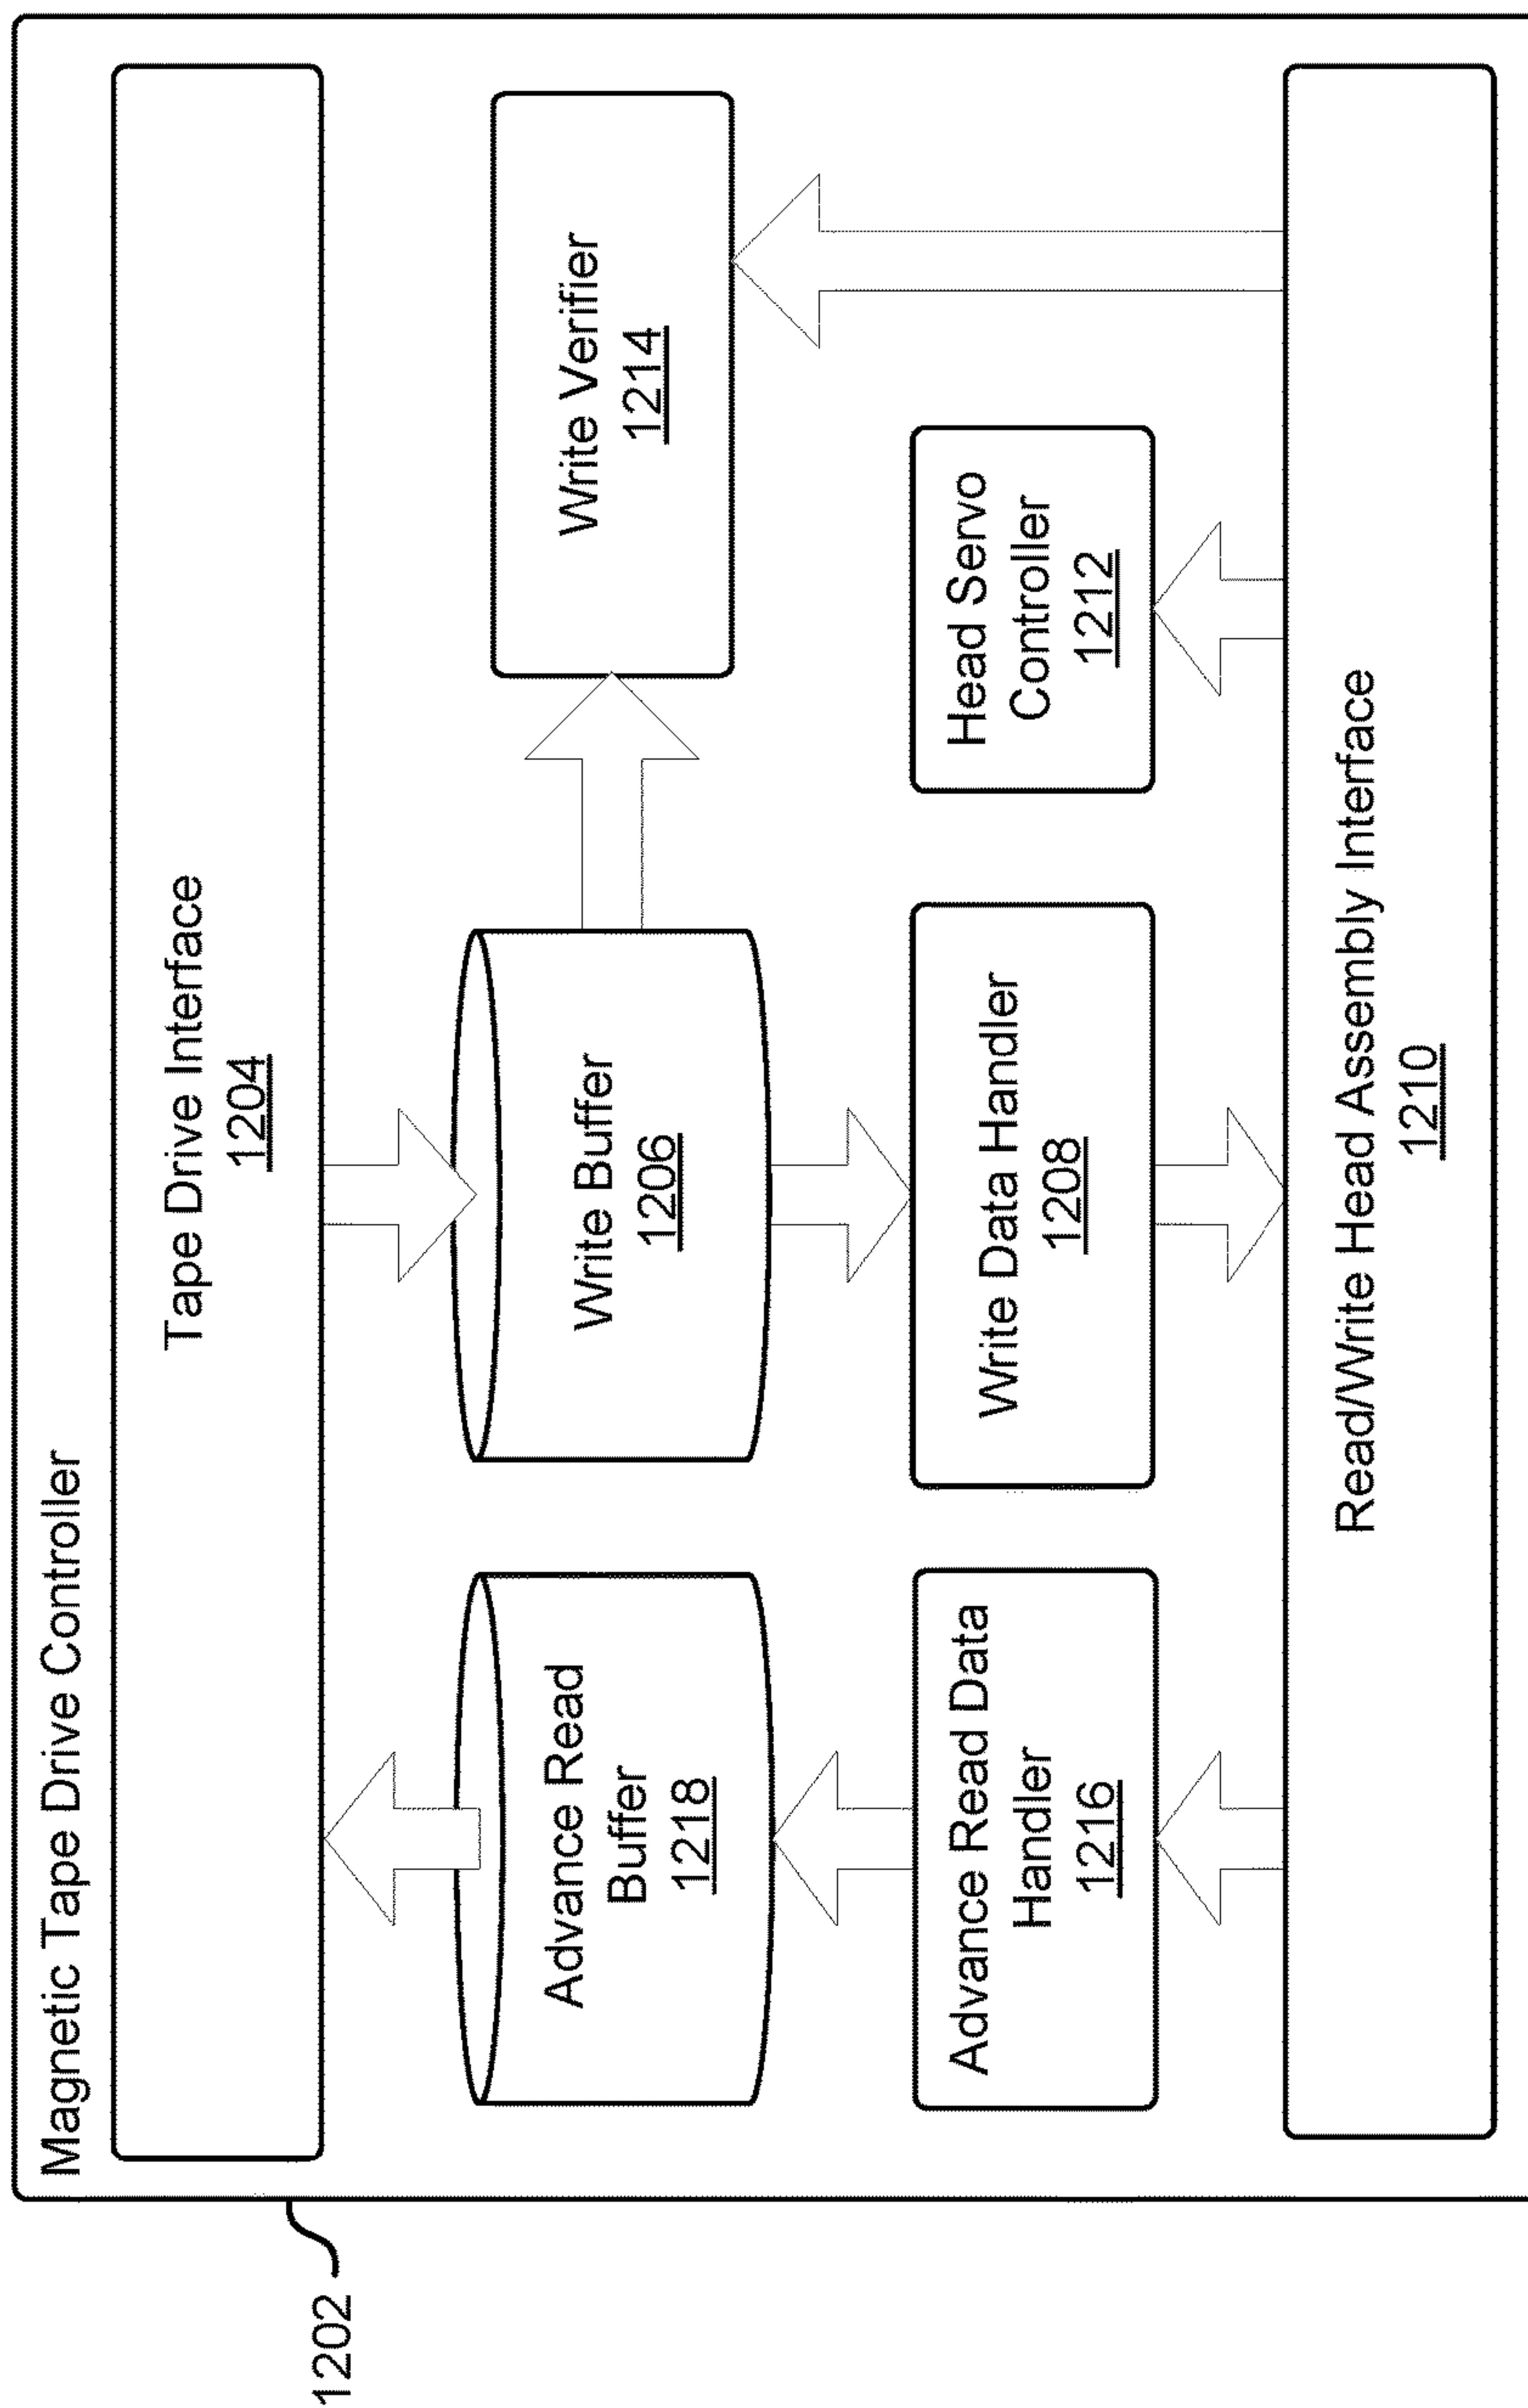 Magnetic Tape Drive Controller
Tape Drive Interface
1204
Advance Read
Buffer
1218
Write Buffer
1206
Write Verifier
1214
Advance Read Data
Handler
1216
Write Data Handler
1208
Head Servo
Controller
1212
Read/Write Head Assembly Interface
1210
1202